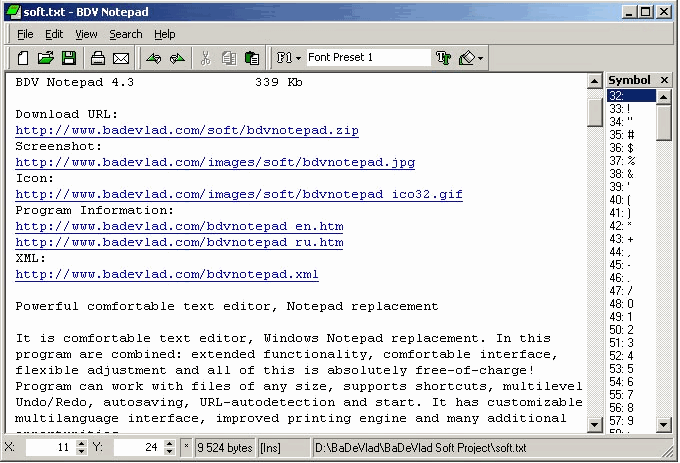 soft.txt - BDV Notepad
File Edit View Search Help
F1 Font Preset 1
BDV Notepad 4.3 339 Kb
Download URL:
http://www.badevlad.com/soft/bdvnotepad.zip
Screenshot:
http://www.badevlad.com/images/soft/bdvnotepad.jpg
Icon:
http://www.badevlad.com/images/soft/bdvnotepad_ico32.gif
Program Information:
http://www.badevlad.com/bdvnotepad_en.htm
http://www.badevlad.com/bdvnotepad_ru.htm
XML:
http://www.badevlad.com/bdvnotepad.xml
Powerful comfortable text editor, Notepad replacement
It is comfortable text editor, Windows Notepad replacement. In this
program are combined: extended functionality, comfortable interface,
flexible adjustment and all of this is absolutely free-of-charge!
Program can work with files of any size, supports shortcuts, multilevel
Undo/Redo, autosaving, URL-autodetection and start. It has customizable
multilanguage interface, improved printing engine and many additional
Symbol
32:
33: !
34: "
35: #
36: $
37: %
38: &
39: '
40: (
41: )
42: *
43: +
44: ,
45: -
46: .
47: /
48: 0
49: 1
50: 2
51: 3
52: 4
53: 5
54: 6
55: 7
56: 8
57: 9
X: 11 Y: 24 * 9 524 bytes [Ins] D:\BaDeVlad\BaDeVlad Soft Project\soft.txt